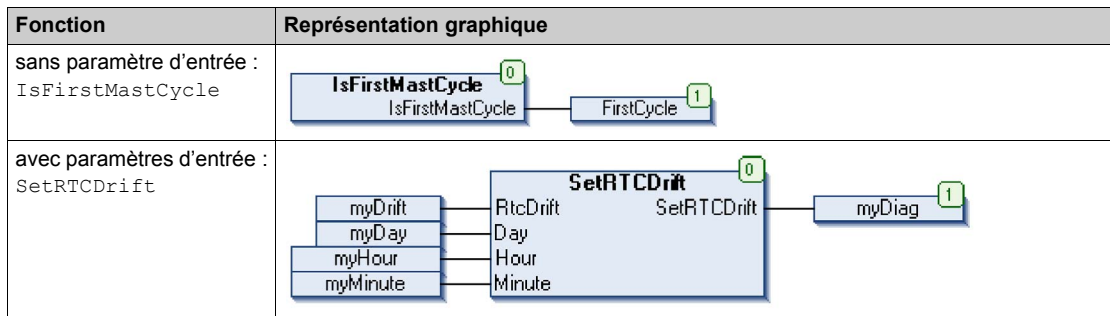 Fonction
Représentation graphique
sans paramètre d'entrée :
IsFirstMastCycle
0
IsFirstMastCycle
IsFirstMastCycle
FirstCycle
1
avec paramètres d'entrée :
SetRTCDrift
0
SetRTCDrift
myDrift
RtcDrift
SetRTCDrift
myDiag
1
myDay
Day
myHour
Hour
myMinute
Minute